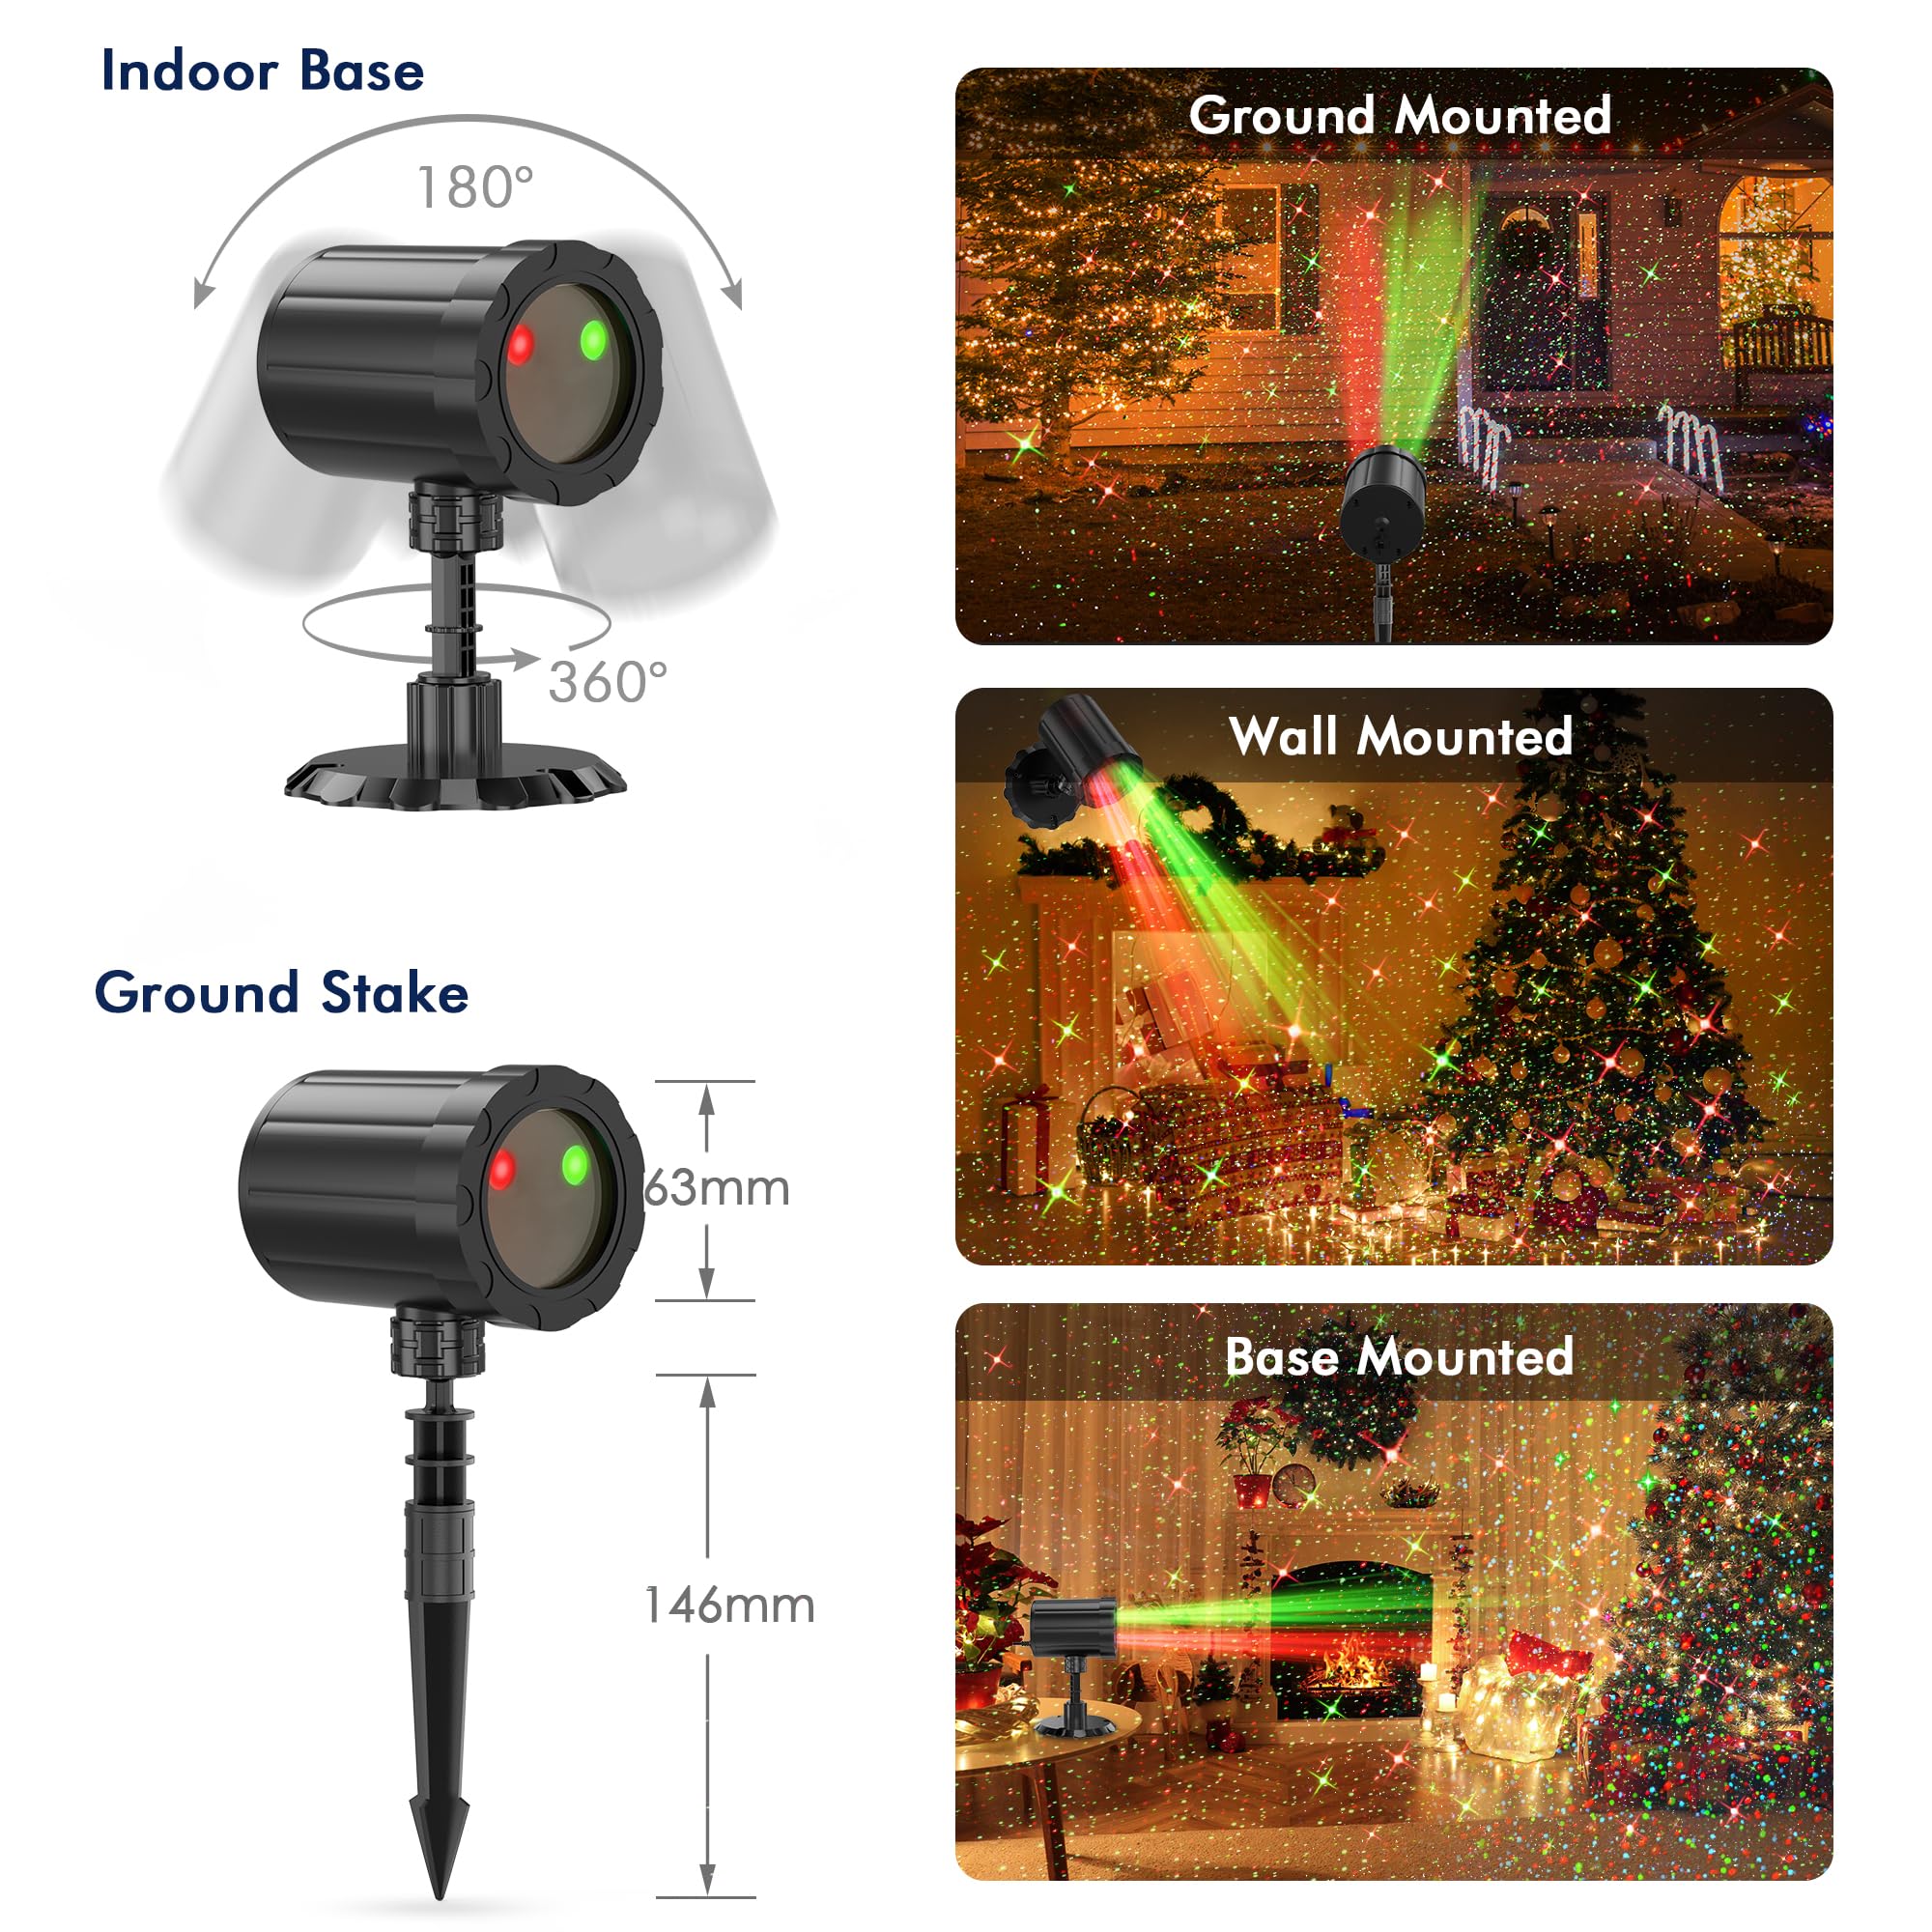 Indoor Base
180°
360°
Ground Stake
63mm
146mm
Ground Mounted
Wall Mounted
Base Mounted